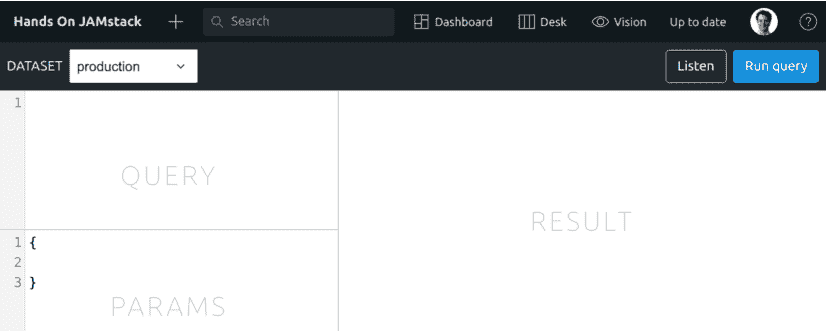 Hands On JAMstack + Search Dashboard Desk Vision Up to date ?
DATASET production Listen Run query
1
QUERY
RESULT
1 {
2
3 }
PARAMS